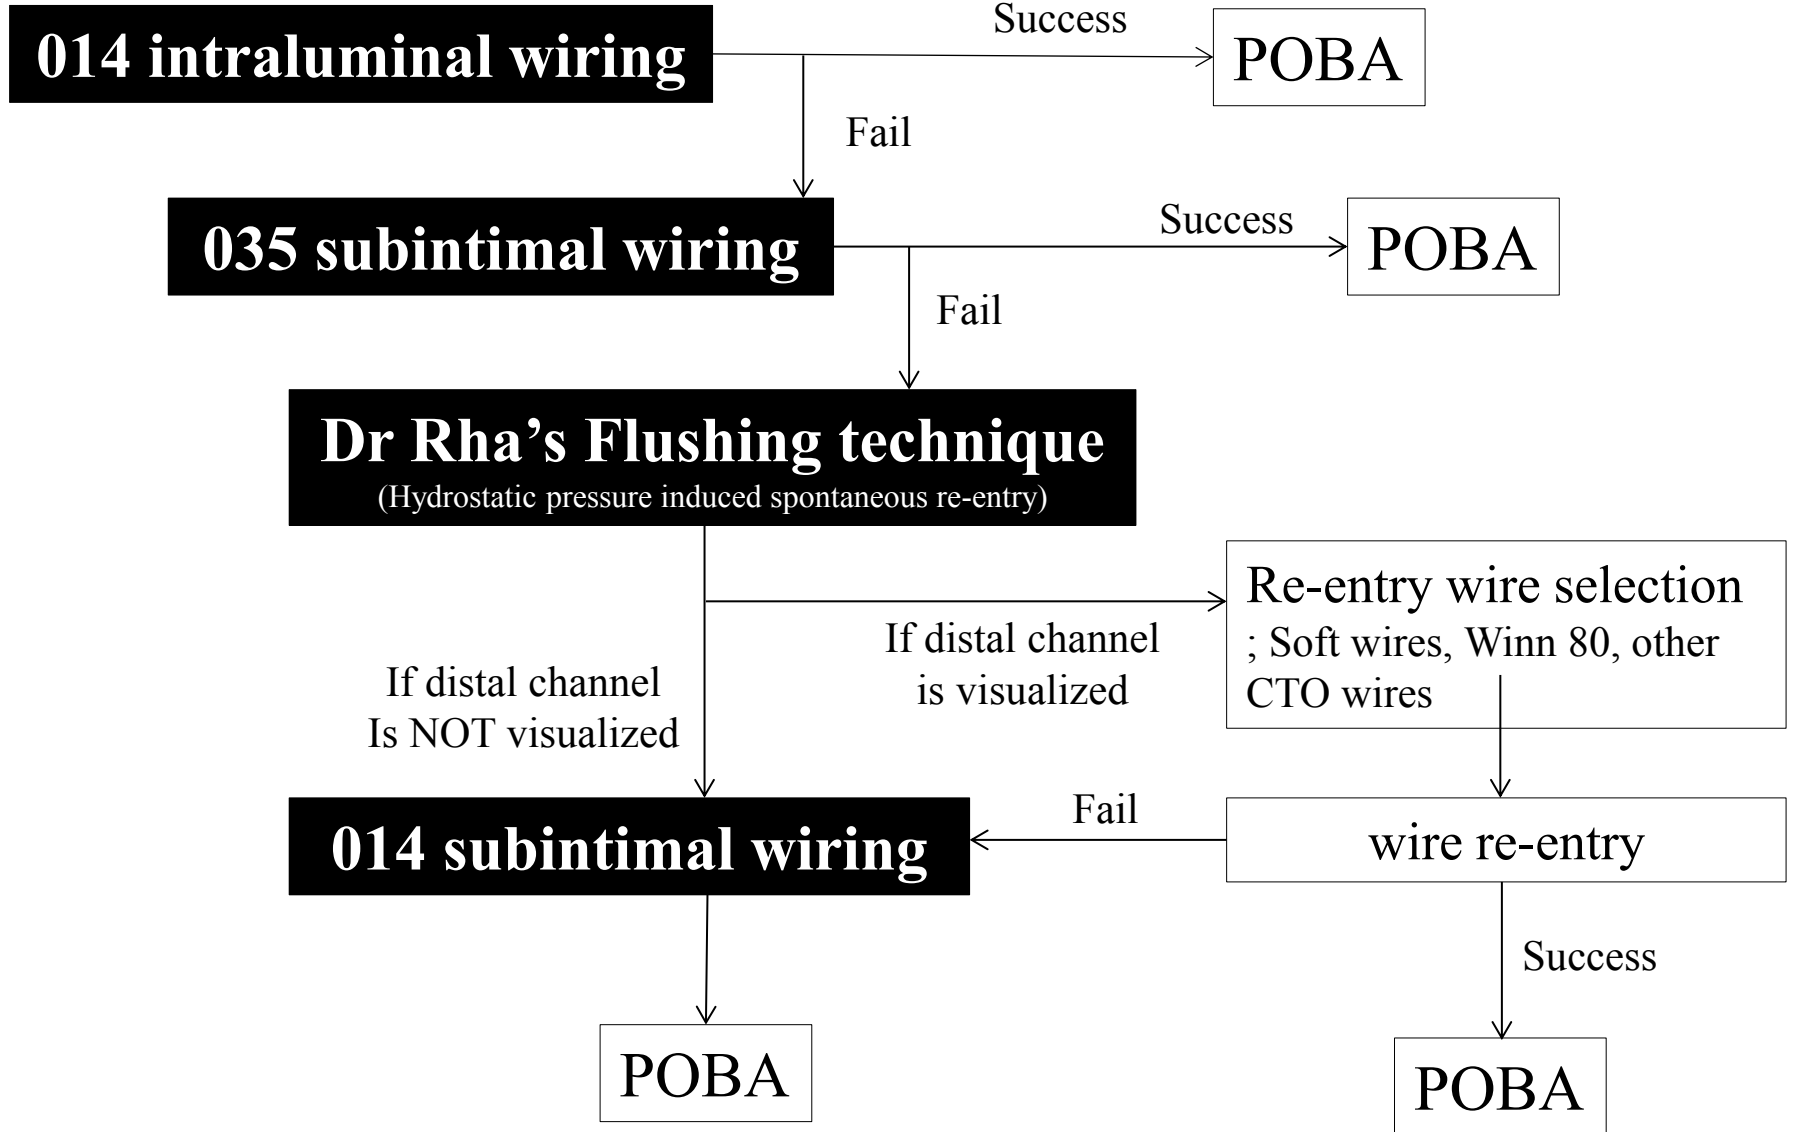 014 intraluminal wiring
Success
POBA
Fail
035 subintimal wiring
Success
POBA
Fail
Dr Rha’s Flushing technique
(Hydrostatic pressure induced spontaneous re-entry)
Re-entry wire selection
; Soft wires, Winn 80, other
CTO wires
If distal channel
is visualized
If distal channel
Is NOT visualized
014 subintimal wiring
Fail
wire re-entry
Success
POBA
POBA